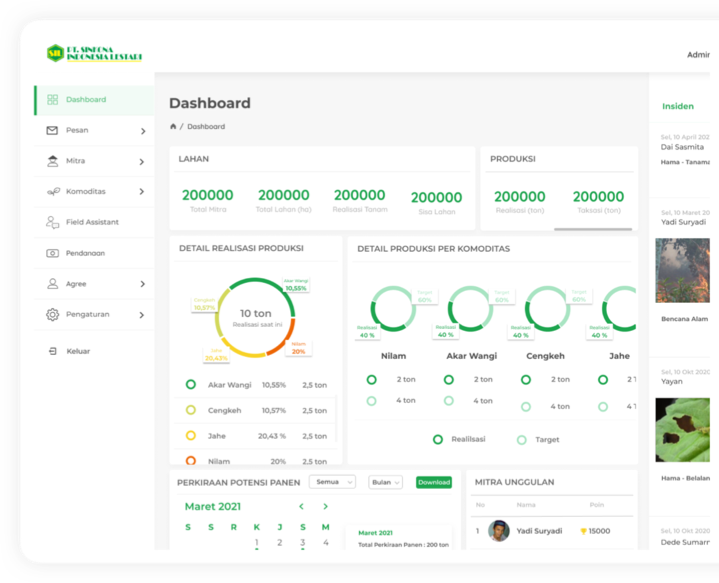 SIL
PT. SINKONA
INDONESIA LESTARI
Admin
Dashboard
Pesan
Mitra
Komoditas
Field Assistant
Pendanaan
Agree
Pengaturan
Keluar
Dashboard
/ Dashboard
LAHAN
200000
Total Mitra
200000
Total Lahan (ha)
200000
Realisasi Tanam
200000
Sisa Lahan
PRODUKSI
200000
Realisasi (ton)
200000
Taksasi (ton)
DETAIL REALISASI PRODUKSI
Akar Wangi
10,55%
Cengkeh
10,57%
10 ton
Realisasi saat ini
Jahe
20,43%
Nilam
20%
Akar Wangi 10,55% 2,5 ton
Cengkeh 10,57% 2,5 ton
Jahe 20,43 % 2,5 ton
Nilam 20% 2,5 ton
DETAIL PRODUKSI PER KOMODITAS
Target
60%
Realisasi
40 %
Nilam
2 ton
4 ton
Target
60%
Realisasi
40 %
Akar Wangi
2 ton
4 ton
Target
60%
Realisasi
40 %
Cengkeh
2 ton
4 ton
Realisasi
40 %
Jahe
2
4
Realilsasi
Target
PERKIRAAN POTENSI PANEN
Semua
Bulan
Download
Maret 2021
< >
S S R K J S M
1 2 3 4
Maret 2021
Total Perkiraan Panen : 200 ton
MITRA UNGGULAN
No Nama Poin
1 Yadi Suryadi 15000
Insiden
Sel, 10 April 202
Dai Sasmita
Hama - Tanama
Sel, 10 Maret 20
Yadi Suryadi
Bencana Alam
Sel, 10 Okt 2020
Yayan
Hama - Belalan
Sel, 10 Okt 2020
Dede Sumarn